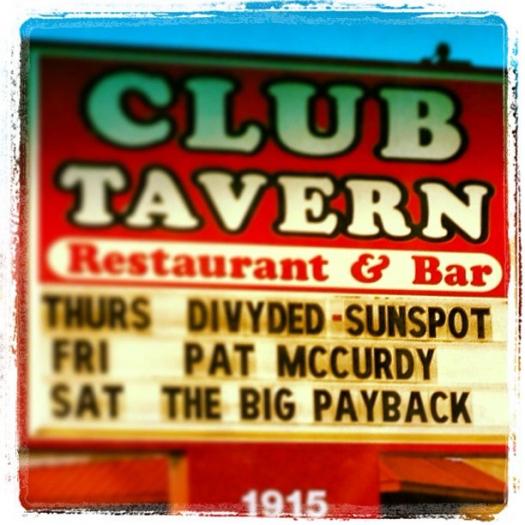 CLUB
TAVERN
Restaurant & Bar
THURS DIVYDED-SUNSPOT
FRI PAT MCCURDY
SAT THE BIG PAYBACK
1915